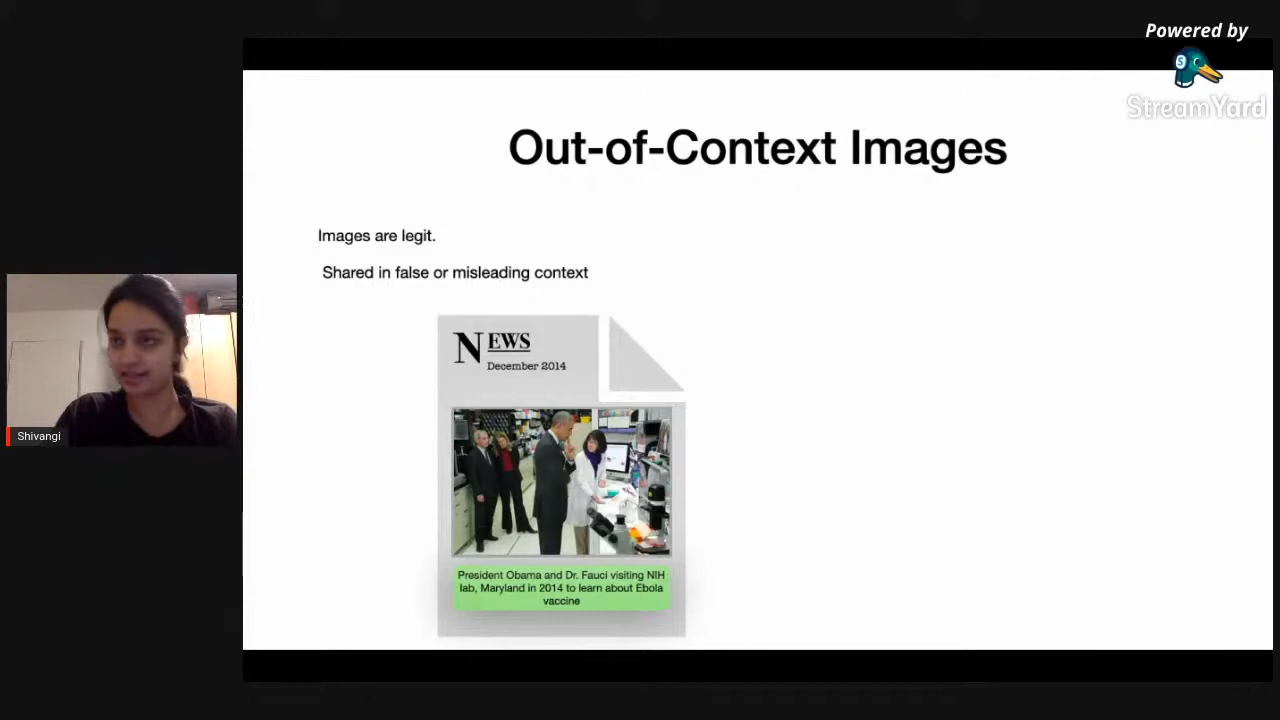 Powered by
StreamYard
Out-of-Context Images
Images are legit.
Shared in false or misleading context
NEWS
December 2014
President Obama and Dr. Fauci visiting NIH
lab, Maryland in 2014 to learn about Ebola
vaccine
Shivangi